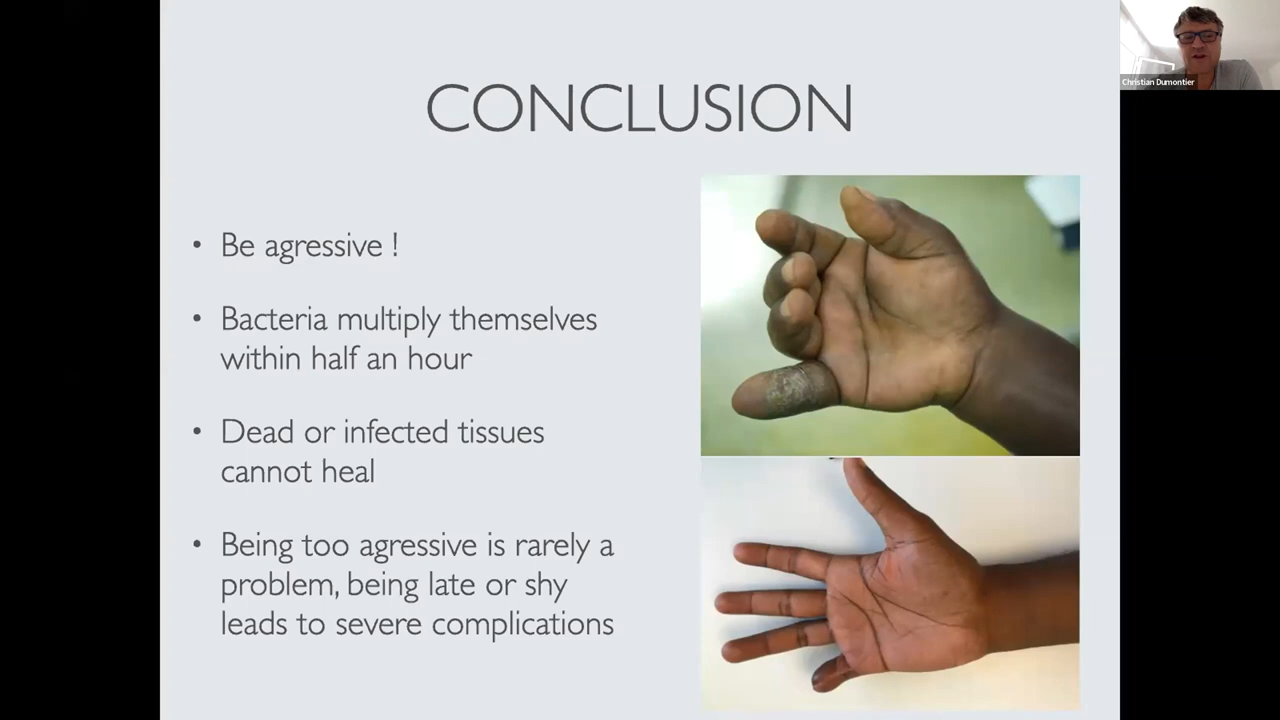 CONCLUSION
• Be agressive !
• Bacteria multiply themselves
within half an hour
• Dead or infected tissues
cannot heal
• Being too agressive is rarely a
problem, being late or shy
leads to severe complications
Christian Dumontier